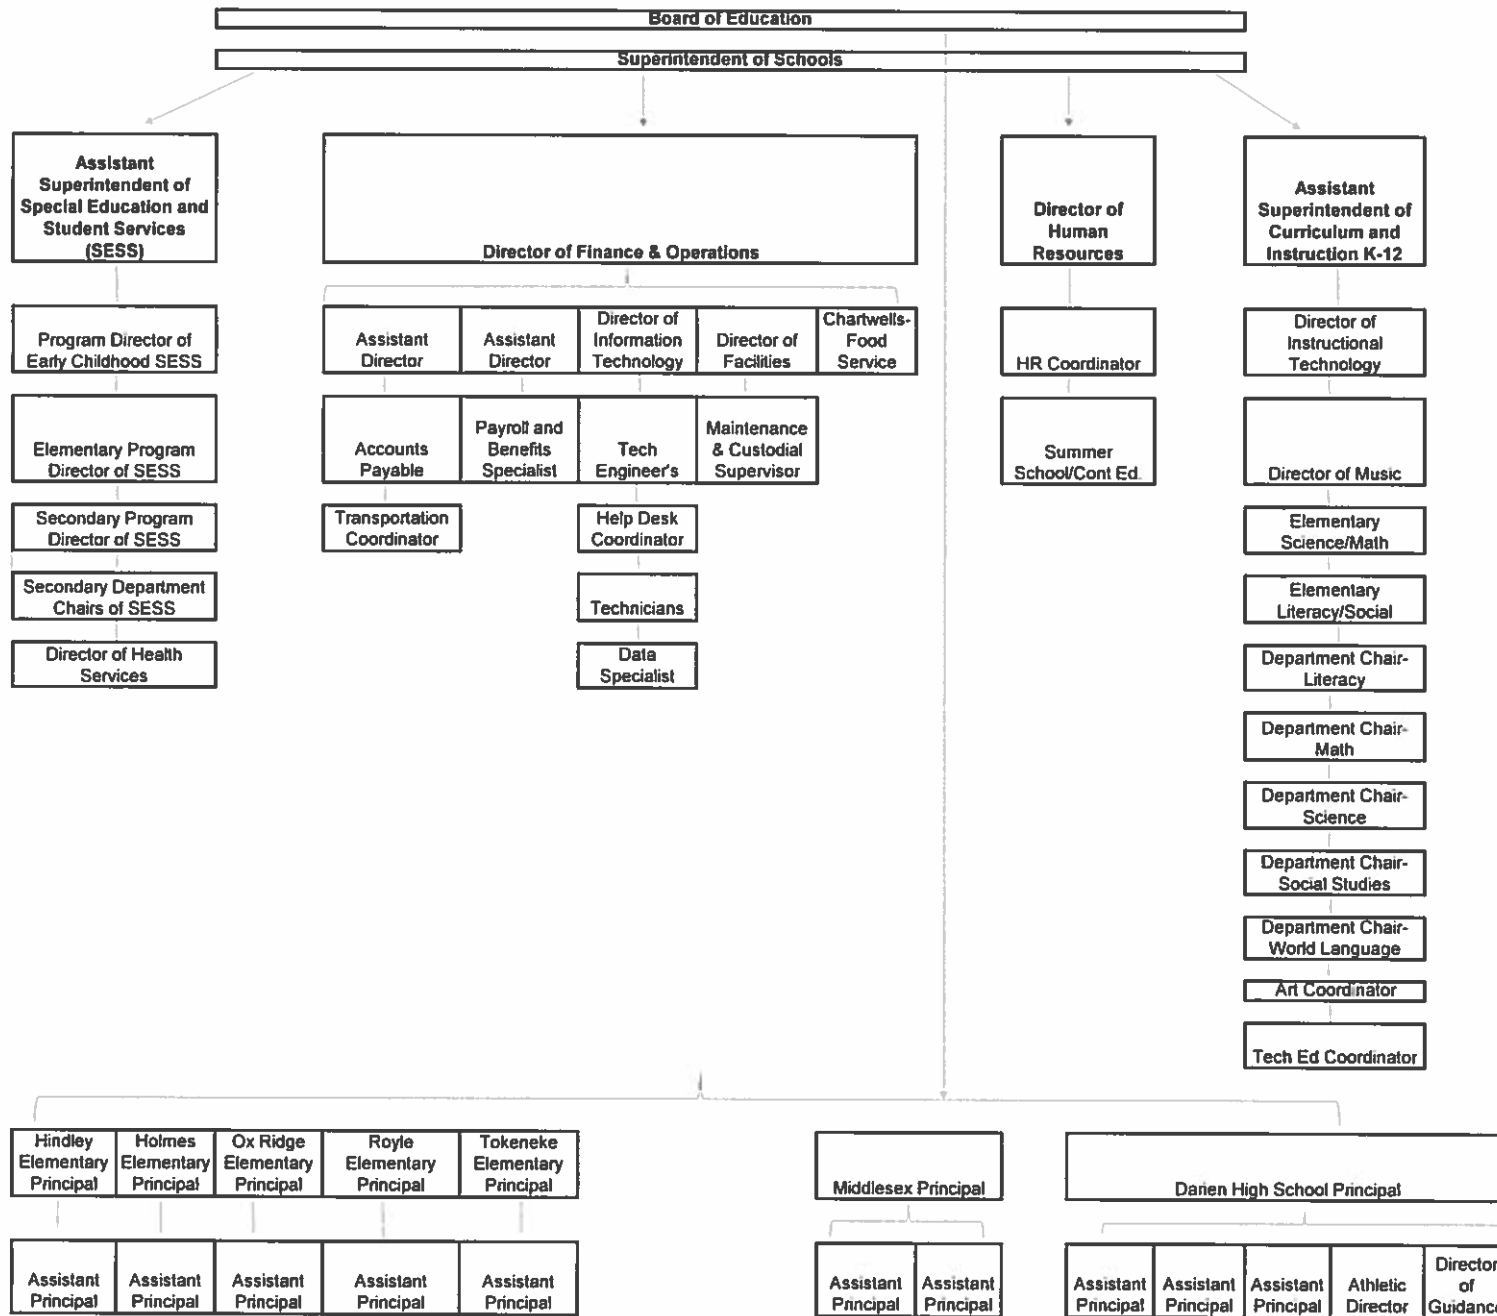 Board of Education
Superintendent of Schools
Assistant
Superintendent of
Special Education and
Student Services
(SESS)
Director of Finance & Operations
Director of
Human
Resources
Assistant
Superintendent of
Curriculum and
Instruction K-12
Program Director of
Early Childhood SESS
Assistant
Director
Assistant
Director
Director of
Information
Technology
Director of
Facilities
Chartwells-
Food
Service
HR Coordinator
Director of
Instructional
Technology
Elementary Program
Director of SESS
Accounts
Payable
Payroll and
Benefits
Specialist
Tech
Engineer's
Maintenance
& Custodial
Supervisor
Summer
School/Cont Ed.
Director of Music
Secondary Program
Director of SESS
Transportation
Coordinator
Help Desk
Coordinator
Elementary
Science/Math
Secondary Department
Chairs of SESS
Technicians
Elementary
Literacy/Social
Director of Health
Services
Data
Specialist
Department Chair-
Literacy
Department Chair-
Math
Department Chair-
Science
Department Chair-
Social Studies
Department Chair-
World Language
Art Coordinator
Tech Ed Coordinator
Hindley
Elementary
Principal
Holmes
Elementary
Principal
Ox Ridge
Elementary
Principal
Royle
Elementary
Principal
Tokeneke
Elementary
Principal
Middlesex Principal
Darien High School Principal
Assistant
Principal
Assistant
Principal
Assistant
Principal
Assistant
Principal
Assistant
Principal
Assistant
Principal
Assistant
Principal
Assistant
Principal
Assistant
Principal
Assistant
Principal
Athletic
Director
Director
of
Guidance